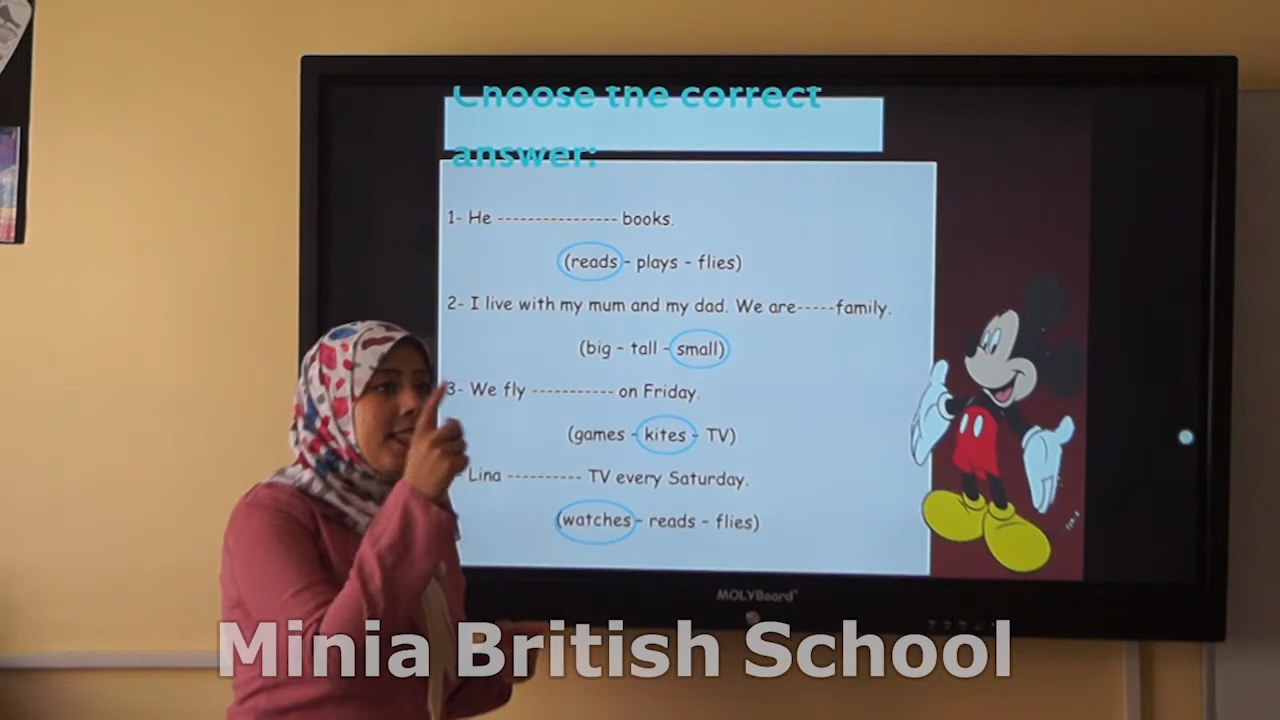 Choose the correct
answer:
1- He ---------------- books.
(reads - plays - flies)
2- I live with my mum and my dad. We are-----family.
(big - tall - small)
3- We fly ----------- on Friday.
(games - kites - TV)
Lina ---------- TV every Saturday.
(watches - reads - flies)
MOLYBoard
Minia British School